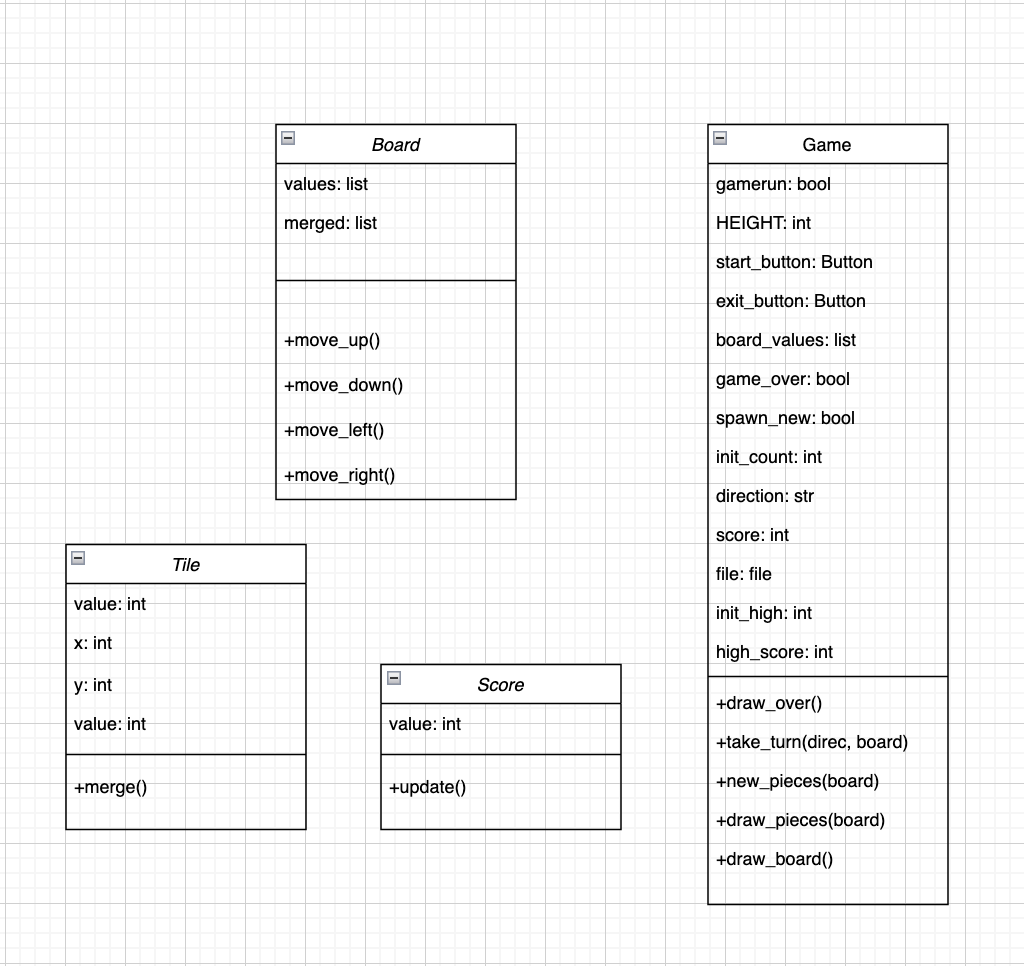 Board
values: list
merged: list
+move_up()
+move_down()
+move_left()
+move_right()
Game
gamerun: bool
HEIGHT: int
start_button: Button
exit_button: Button
board_values: list
game_over: bool
spawn_new: bool
init_count: int
direction: str
score: int
file: file
init_high: int
high_score: int
+draw_over()
+take_turn(direc, board)
+new_pieces(board)
+draw_pieces(board)
+draw_board()
Tile
value: int
x: int
y: int
value: int
+merge()
Score
value: int
+update()